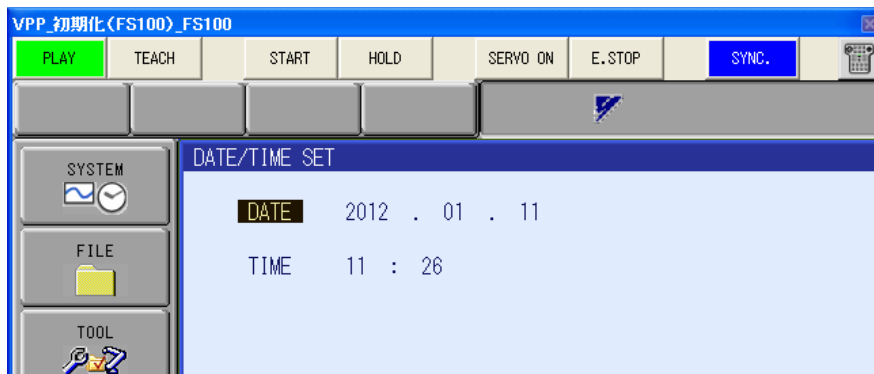 VPP_初期化(FS100)_FS100
PLAY TEACH START HOLD SERVO ON E.STOP SYNC.
SYSTEM
FILE
TOOL
DATE/TIME SET
DATE 2012 . 01 . 11
TIME 11 : 26